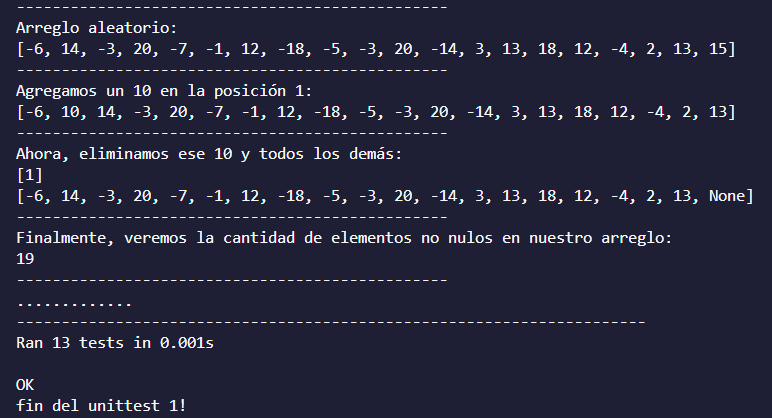 -----------------------------------------------
Arreglo aleatorio:
[-6, 14, -3, 20, -7, -1, 12, -18, -5, -3, 20, -14, 3, 13, 18, 12, -4, 2, 13, 15]
-----------------------------------------------
Agregamos un 10 en la posición 1:
[-6, 10, 14, -3, 20, -7, -1, 12, -18, -5, -3, 20, -14, 3, 13, 18, 12, -4, 2, 13]
-----------------------------------------------
Ahora, eliminamos ese 10 y todos los demás:
[1]
[-6, 14, -3, 20, -7, -1, 12, -18, -5, -3, 20, -14, 3, 13, 18, 12, -4, 2, 13, None]
-----------------------------------------------
Finalmente, veremos la cantidad de elementos no nulos en nuestro arreglo:
19
-----------------------------------------------
.............
----------------------------------------------------------------------
Ran 13 tests in 0.001s

OK
fin del unittest 1!